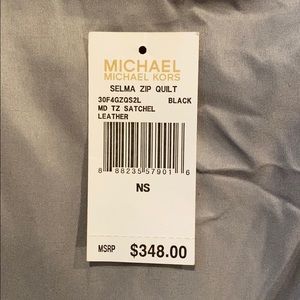 MICHAEL
MICHAEL KORS
SELMA ZIP QUILT
30F4GZQS2L BLACK
MD TZ SATCHEL
LEATHER
8 88235 57901 6
NS
MSRP $348.00